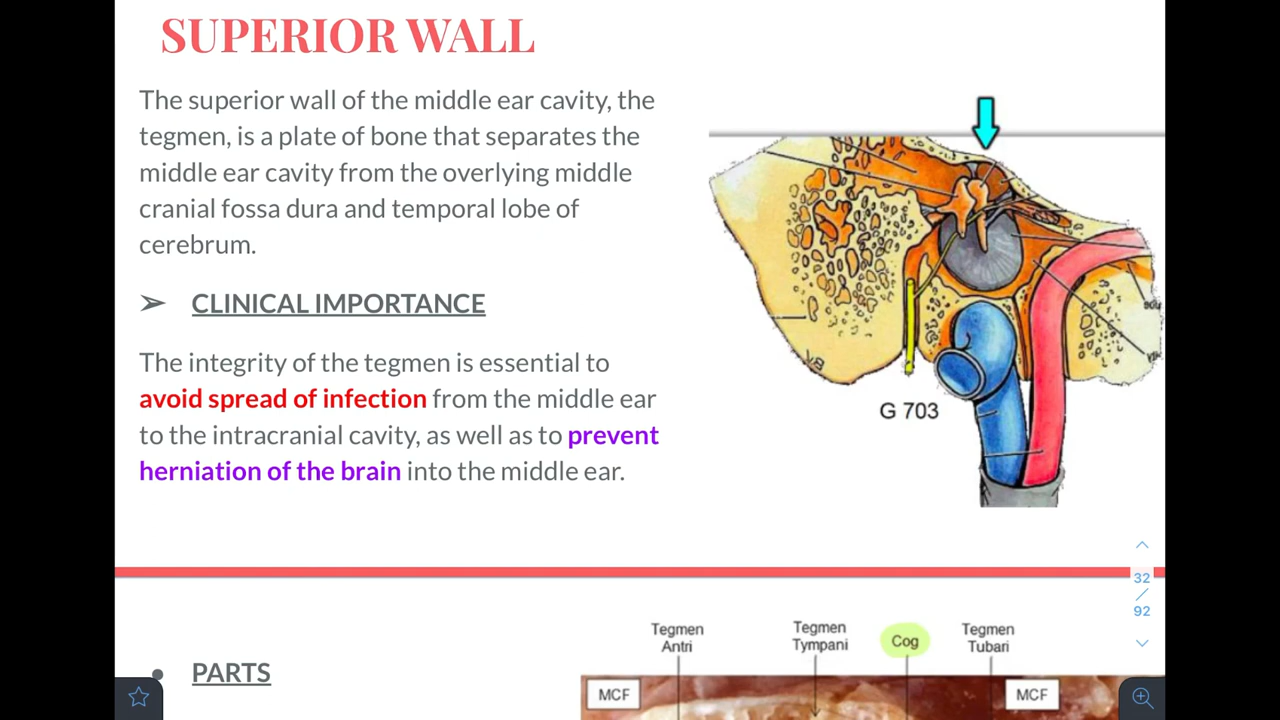 SUPERIOR WALL
The superior wall of the middle ear cavity, the
tegmen, is a plate of bone that separates the
middle ear cavity from the overlying middle
cranial fossa dura and temporal lobe of
cerebrum.
➢ CLINICAL IMPORTANCE
The integrity of the tegmen is essential to
avoid spread of infection from the middle ear
to the intracranial cavity, as well as to prevent
herniation of the brain into the middle ear.
G 703
32
/
92
Tegmen
Antri
Tegmen
Tympani
Cog
Tegmen
Tubari
• PARTS
MCF
MCF